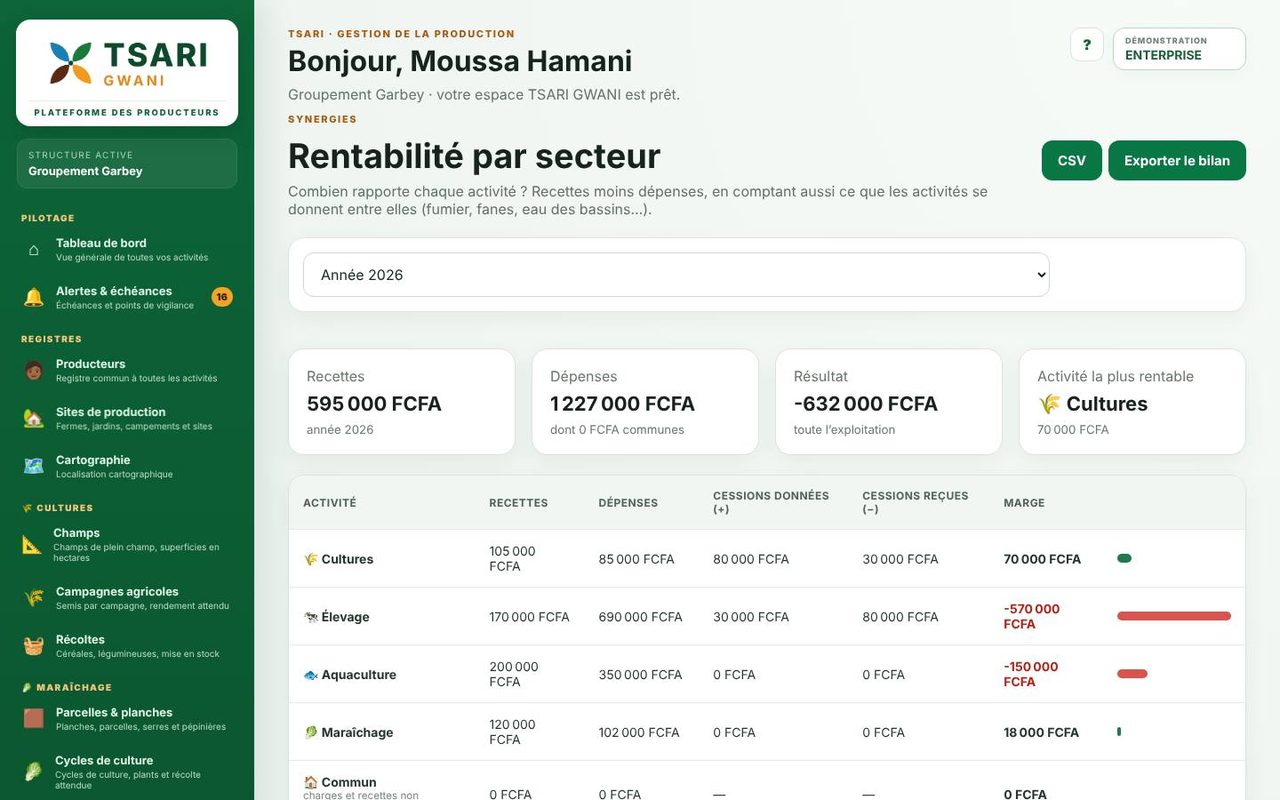 TSARI
GWANI
PLATEFORME DES PRODUCTEURS
STRUCTURE ACTIVE
Groupement Garbey
PILOTAGE
Tableau de bord
Vue générale de toutes vos activités
Alertes & échéances
Échéances et points de vigilance
16
REGISTRES
Producteurs
Registre commun à toutes les activités
Sites de production
Fermes, jardins, campements et sites
Cartographie
Localisation cartographique
CULTURES
Champs
Champs de plein champ, superficies en
hectares
Campagnes agricoles
Semis par campagne, rendement attendu
Récoltes
Céréales, légumineuses, mise en stock
MARAÎCHAGE
Parcelles & planches
Planches, parcelles, serres et pépinières
Cycles de culture
Cycles de culture, plants et récolte
attendue
TSARI · GESTION DE LA PRODUCTION
Bonjour, Moussa Hamani
Groupement Garbey · votre espace TSARI GWANI est prêt.
?
DÉMONSTRATION
ENTERPRISE
SYNERGIES
Rentabilité par secteur
Combien rapporte chaque activité ? Recettes moins dépenses, en comptant aussi ce que les activités se
donnent entre elles (fumier, fanes, eau des bassins…).
CSV
Exporter le bilan
Année 2026
Recettes
595 000 FCFA
année 2026
Dépenses
1 227 000 FCFA
dont 0 FCFA communes
Résultat
-632 000 FCFA
toute l'exploitation
Activité la plus rentable
Cultures
70 000 FCFA
ACTIVITÉ RECETTES DÉPENSES CESSIONS DONNÉES (+) CESSIONS REÇUES (−) MARGE
Cultures 105 000 FCFA 85 000 FCFA 80 000 FCFA 30 000 FCFA 70 000 FCFA
Élevage 170 000 FCFA 690 000 FCFA 30 000 FCFA 80 000 FCFA -570 000 FCFA
Aquaculture 200 000 FCFA 350 000 FCFA 0 FCFA 0 FCFA -150 000 FCFA
Maraîchage 120 000 FCFA 102 000 FCFA 0 FCFA 0 FCFA 18 000 FCFA
Commun 0 FCFA 0 FCFA — — 0 FCFA
charges et recettes non